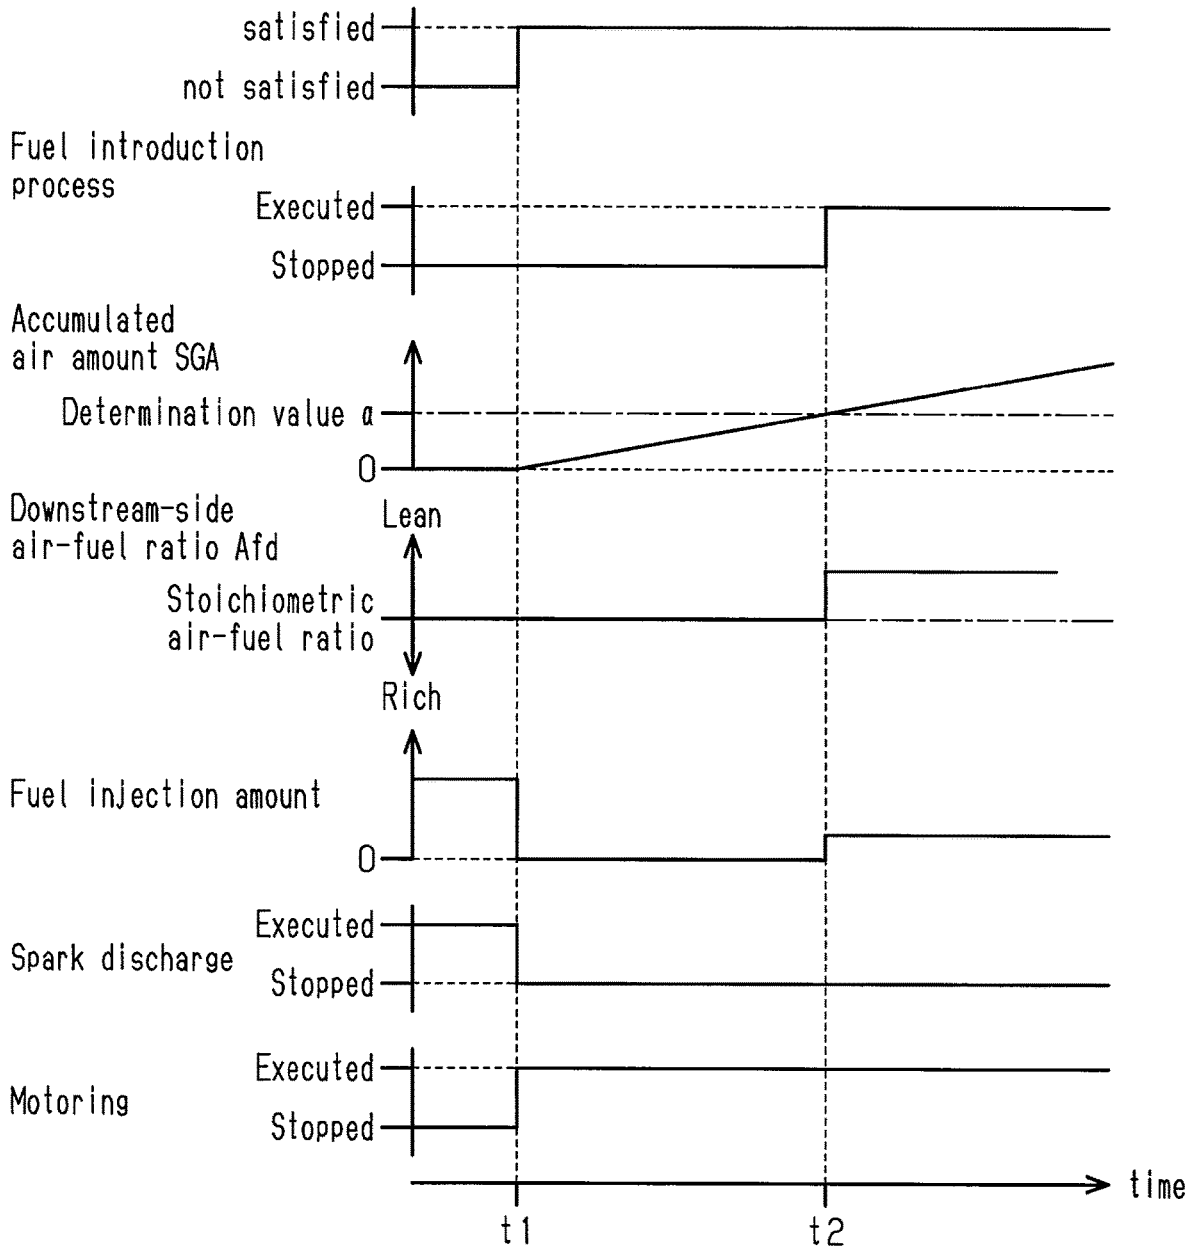 satisfied
not satisfied
Fuel introduction
process
Executed
Stopped
Accumulated
air amount SGA
Determination value α
0
Downstream-side
air-fuel ratio Afd
Lean
Stoichiometric
air-fuel ratio
Rich
Fuel injection amount
0
Executed
Spark discharge
Stopped
Executed
Motoring
Stopped
time
t1
t2